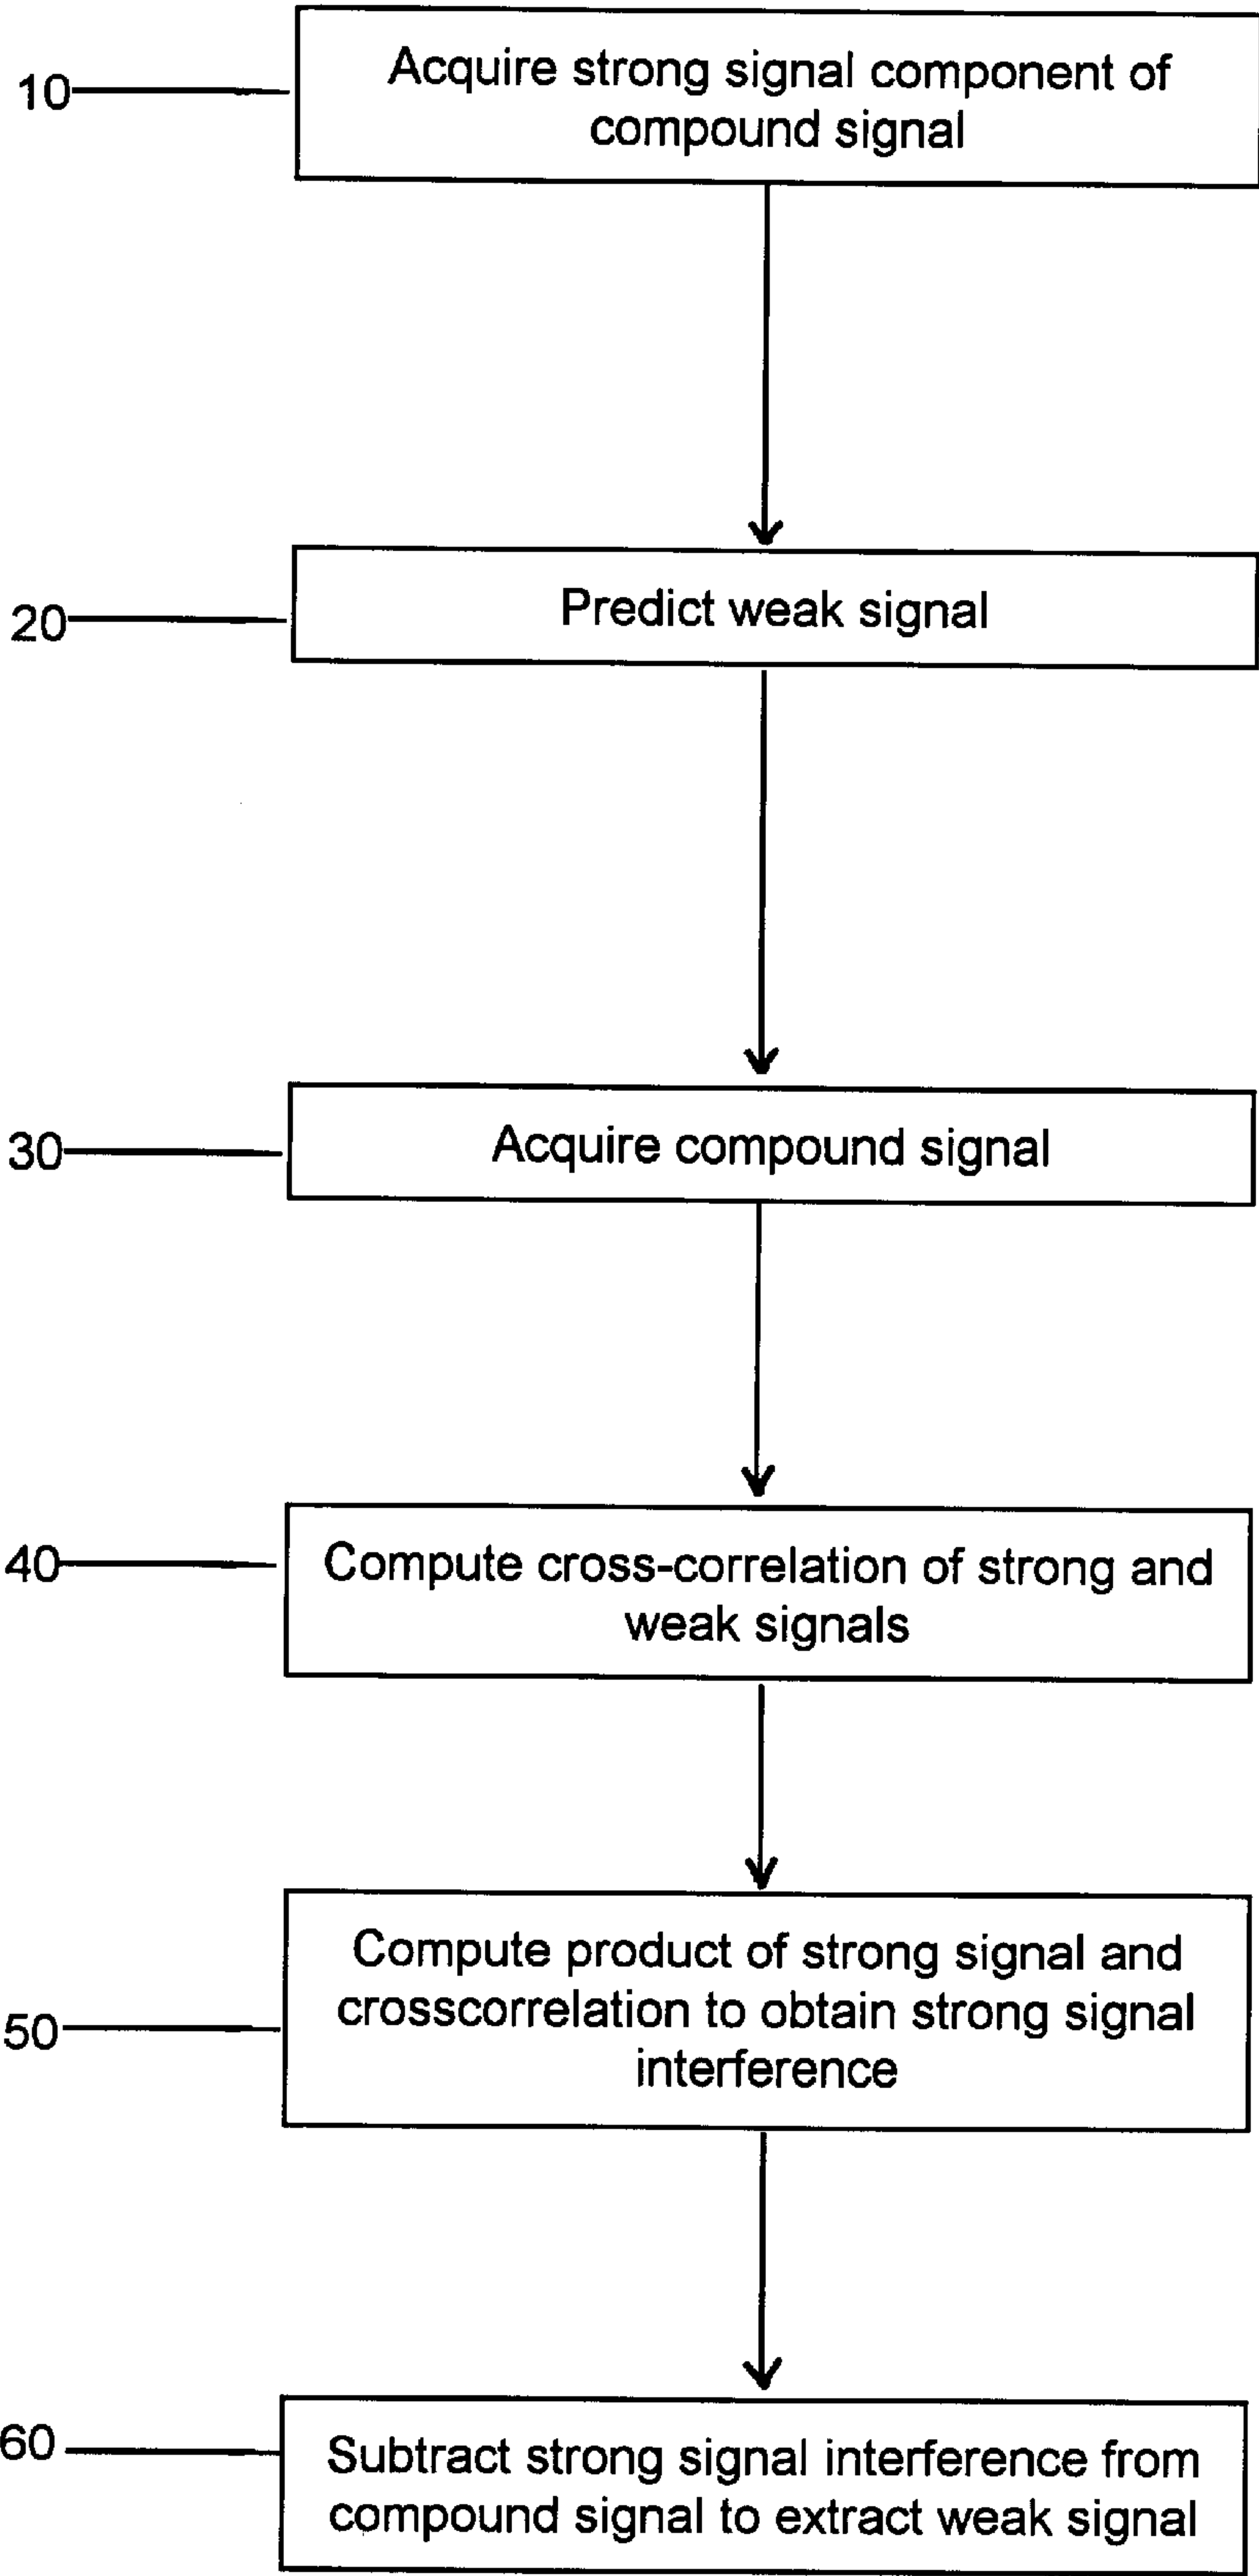 10
Acquire strong signal component of
compound signal
20
Predict weak signal
30
Acquire compound signal
40
Compute cross-correlation of strong and
weak signals
50
Compute product of strong signal and
crosscorrelation to obtain strong signal
interference
60
Subtract strong signal interference from
compound signal to extract weak signal